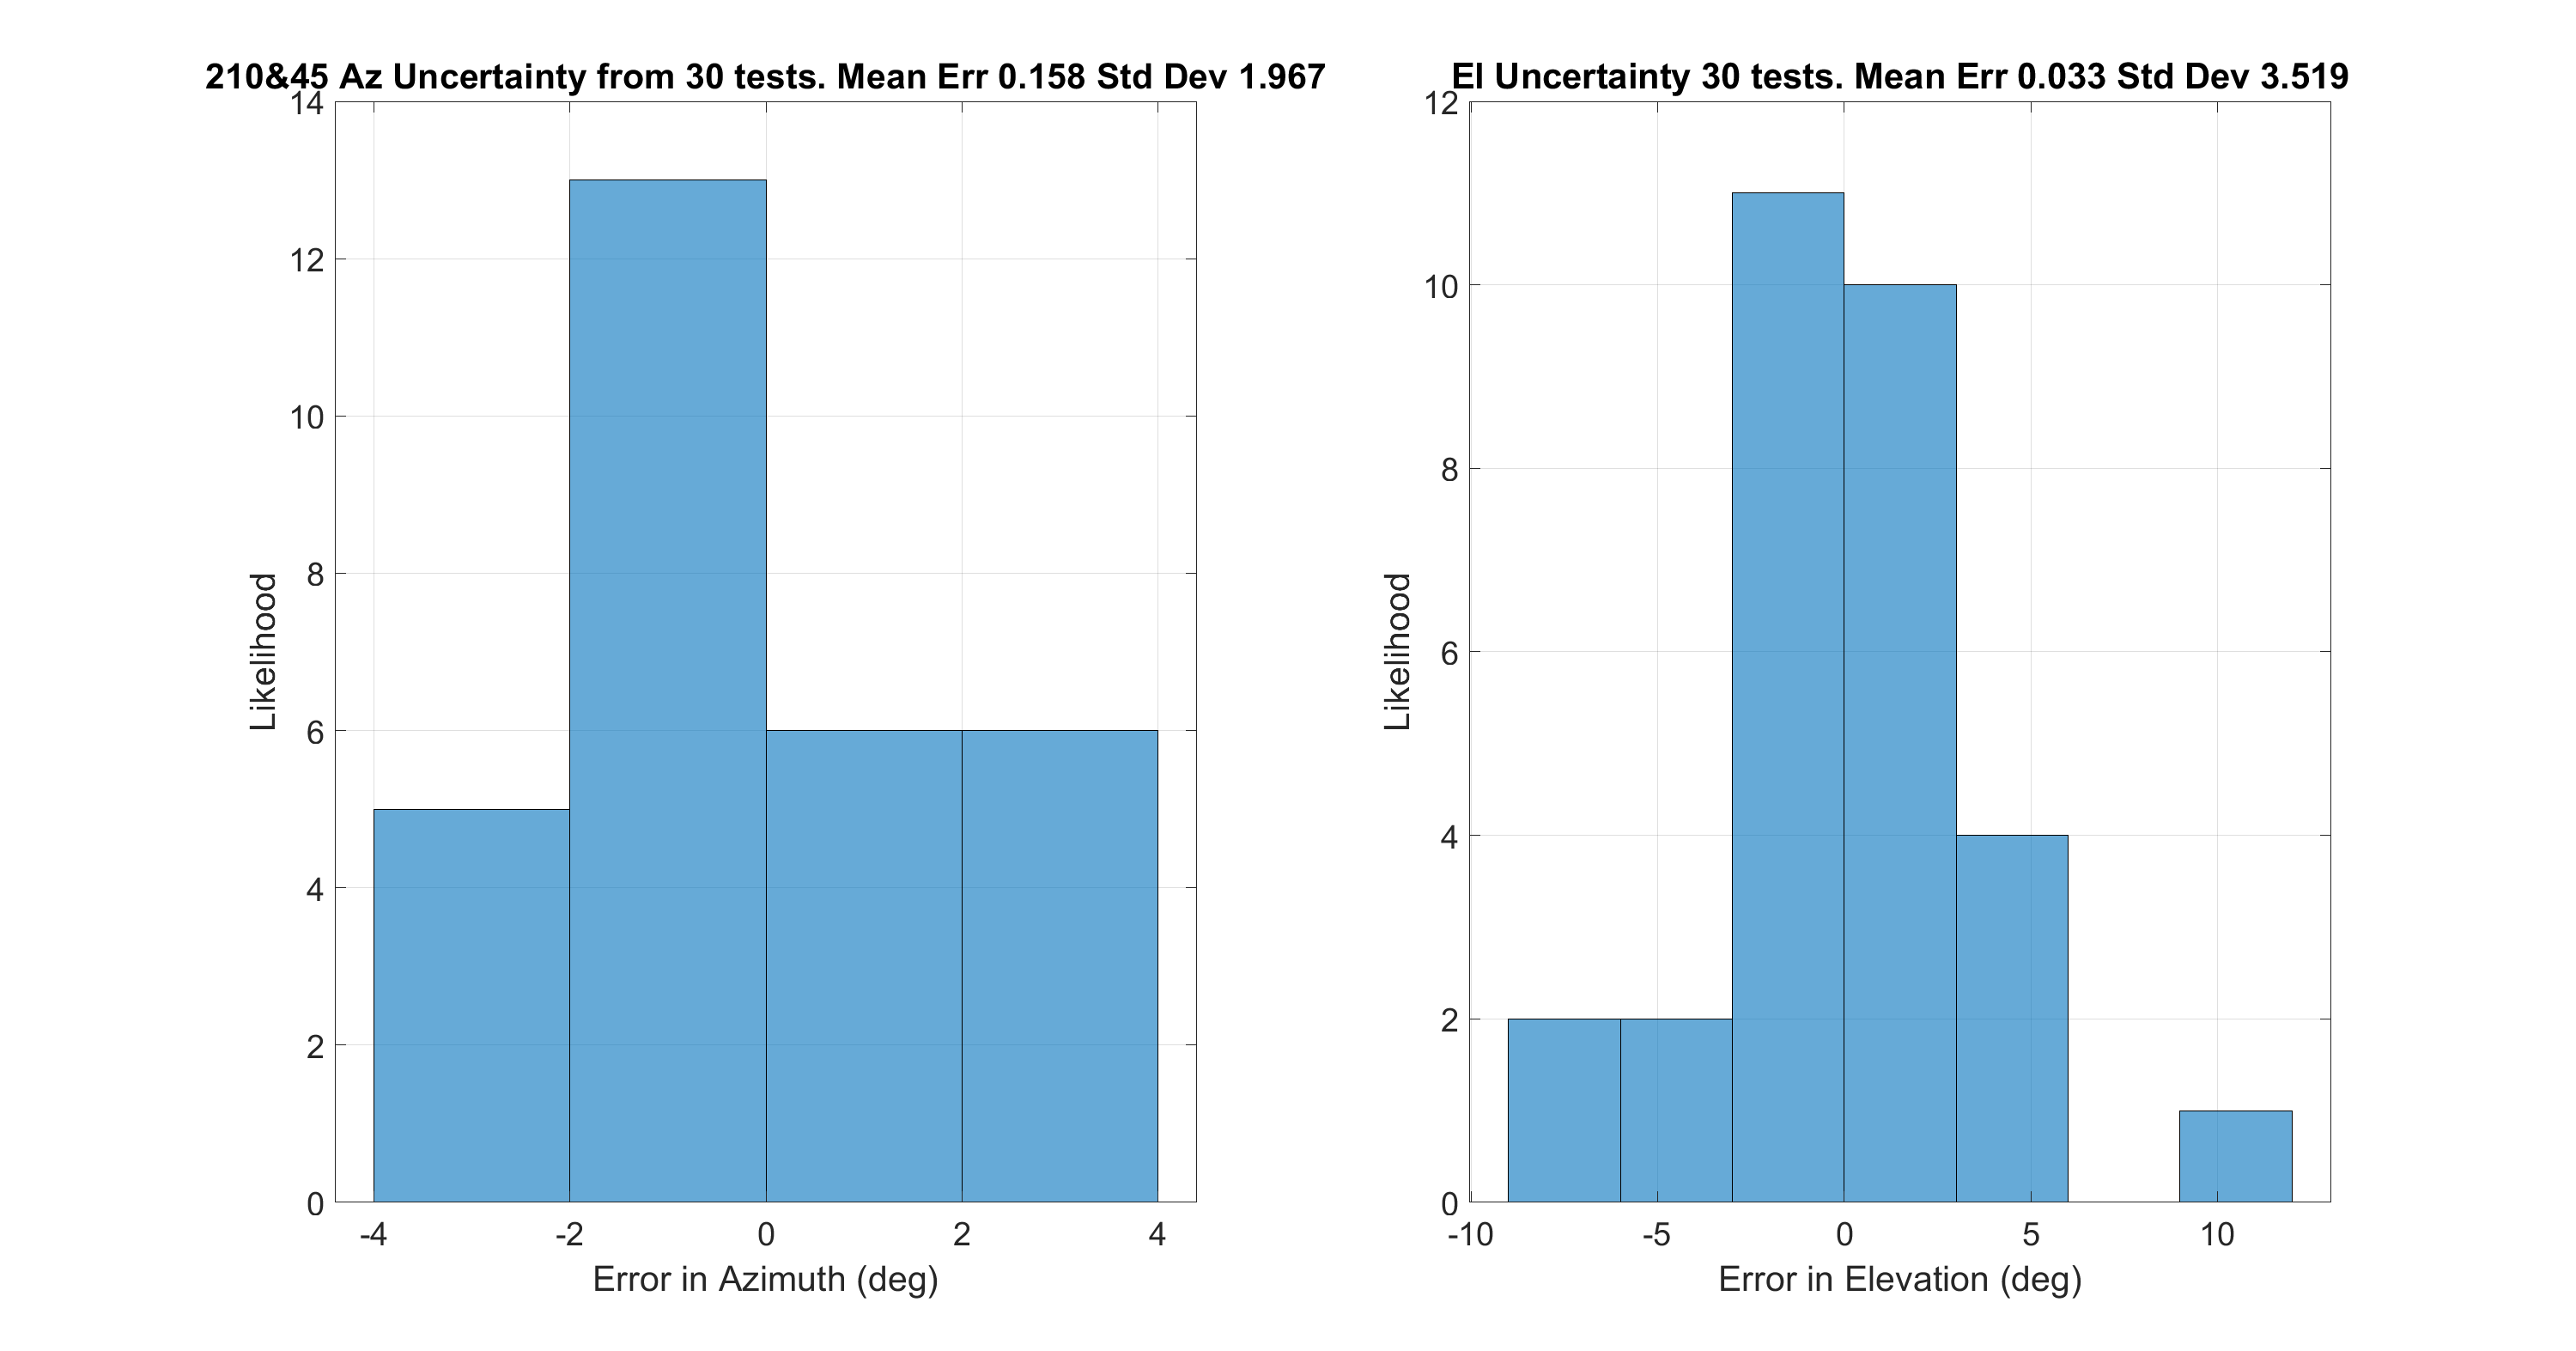 210&45 Az Uncertainty from 30 tests. Mean Err 0.158 Std Dev 1.967
14
12
10
8
6
4
2
0
Likelihood
-4 -2 0 2 4
Error in Azimuth (deg)
El Uncertainty 30 tests. Mean Err 0.033 Std Dev 3.519
12
10
8
6
4
2
0
Likelihood
-10 -5 0 5 10
Error in Elevation (deg)